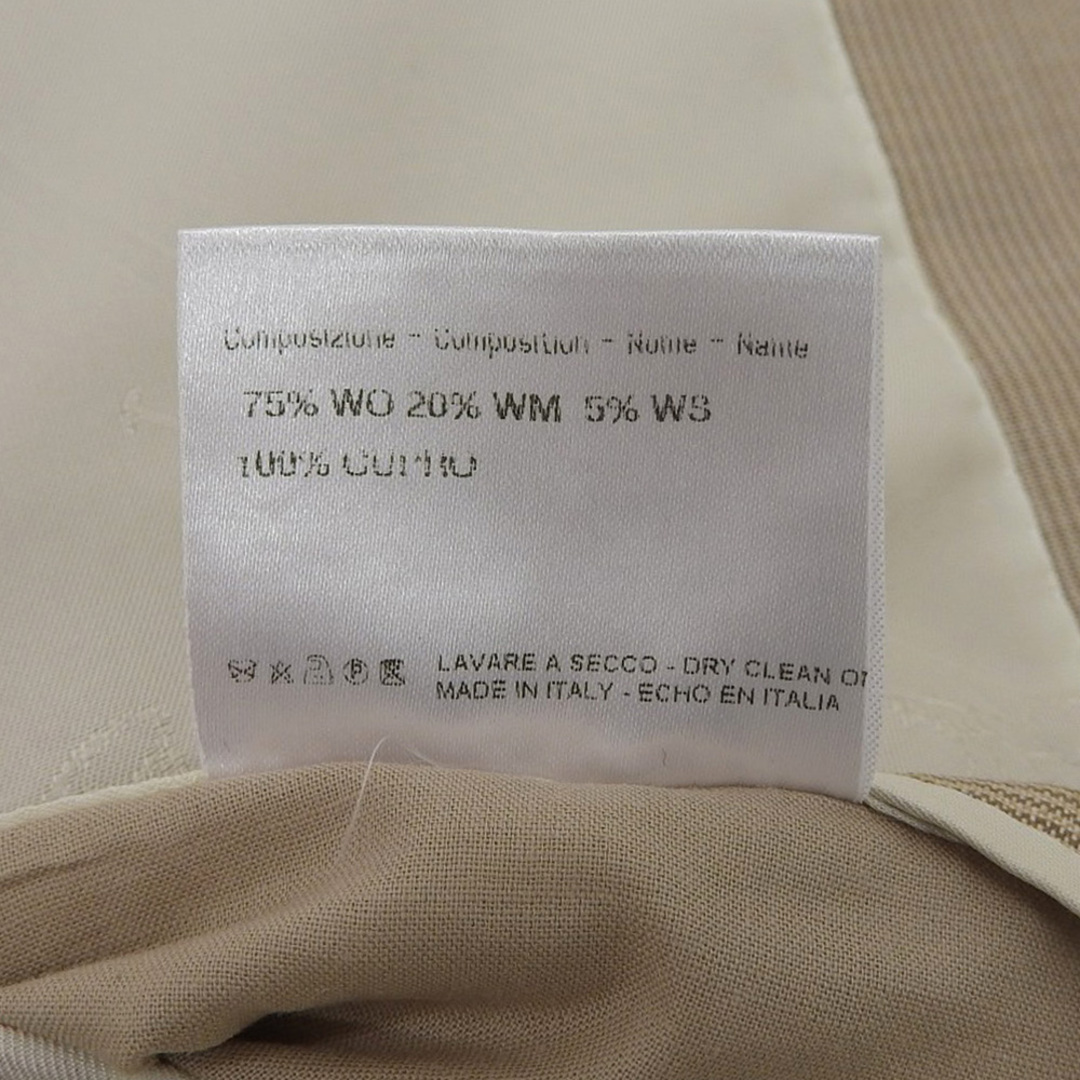 Composizione - Composition - Nome - Name
75% WO 20% WM 5% WS
100% CUPRO
LAVARE A SECCO - DRY CLEAN ON
MADE IN ITALY - ECHO EN ITALIA